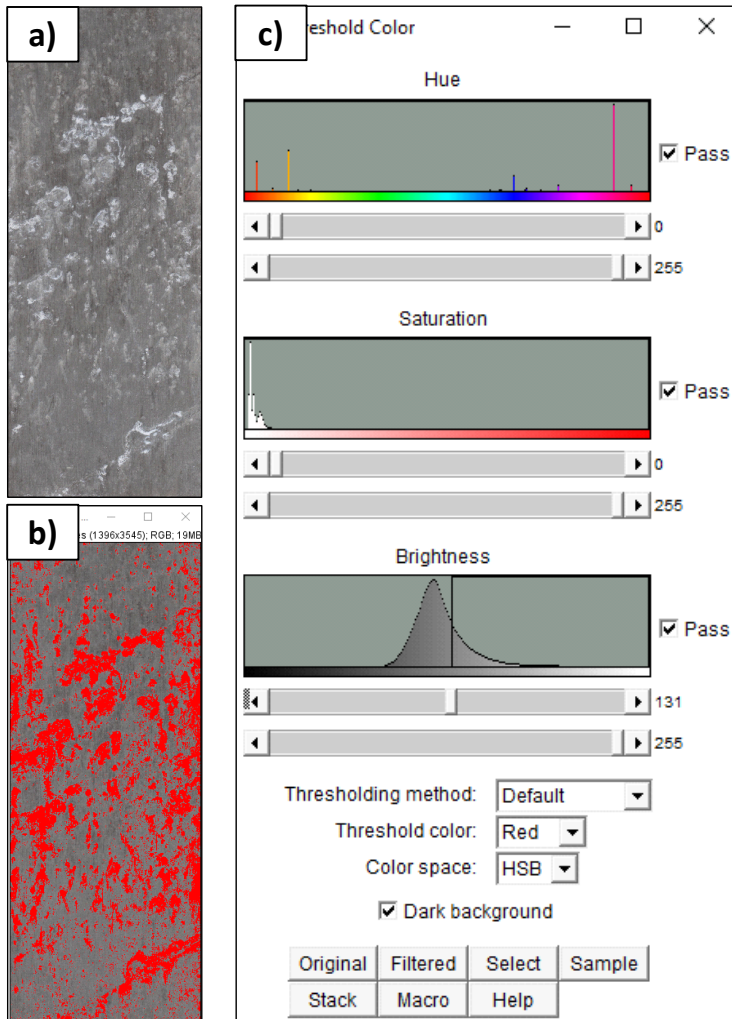 a)
c)
reshold Color
Hue
Pass
0
255
Saturation
Pass
0
255
b)
...
es (1396x3545); RGB; 19MB
Brightness
Pass
131
255
Thresholding method: Default
Threshold color: Red
Color space: HSB
Dark background
Original Filtered Select Sample
Stack Macro Help